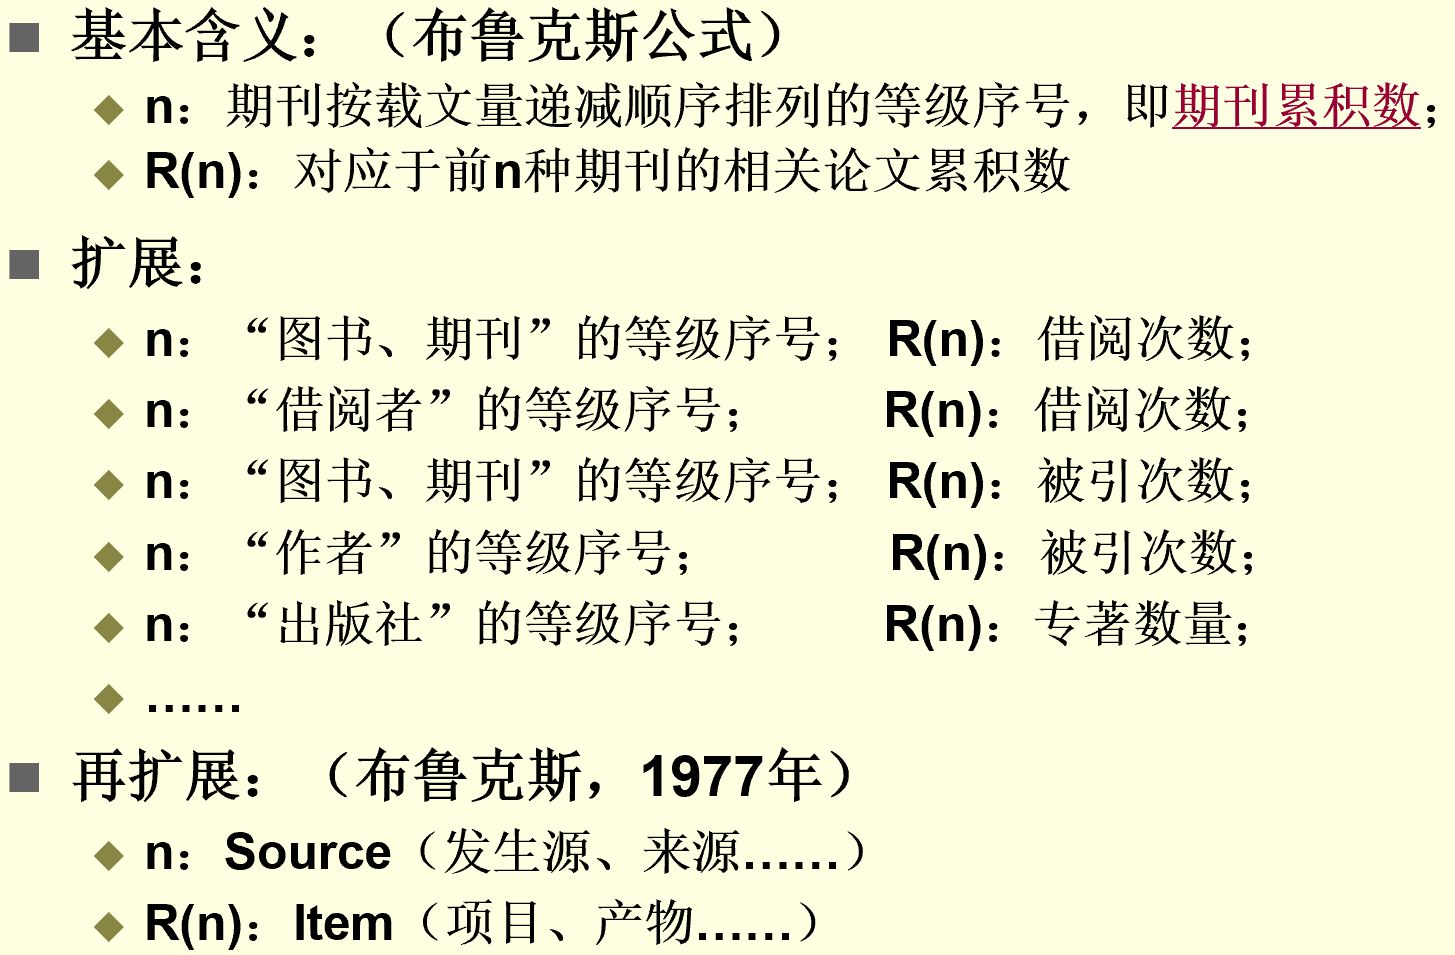 基本含义：（布鲁克斯公式）
n：期刊按载文量递减顺序排列的等级序号，即期刊累积数；
R(n)：对应于前n种期刊的相关论文累积数
扩展：
n：“图书、期刊”的等级序号； R(n)：借阅次数；
n：“借阅者”的等级序号； R(n)：借阅次数；
n：“图书、期刊”的等级序号； R(n)：被引次数；
n：“作者”的等级序号； R(n)：被引次数；
n：“出版社”的等级序号； R(n)：专著数量；
……
再扩展：（布鲁克斯，1977年）
n：Source（发生源、来源……）
R(n)：Item（项目、产物……）